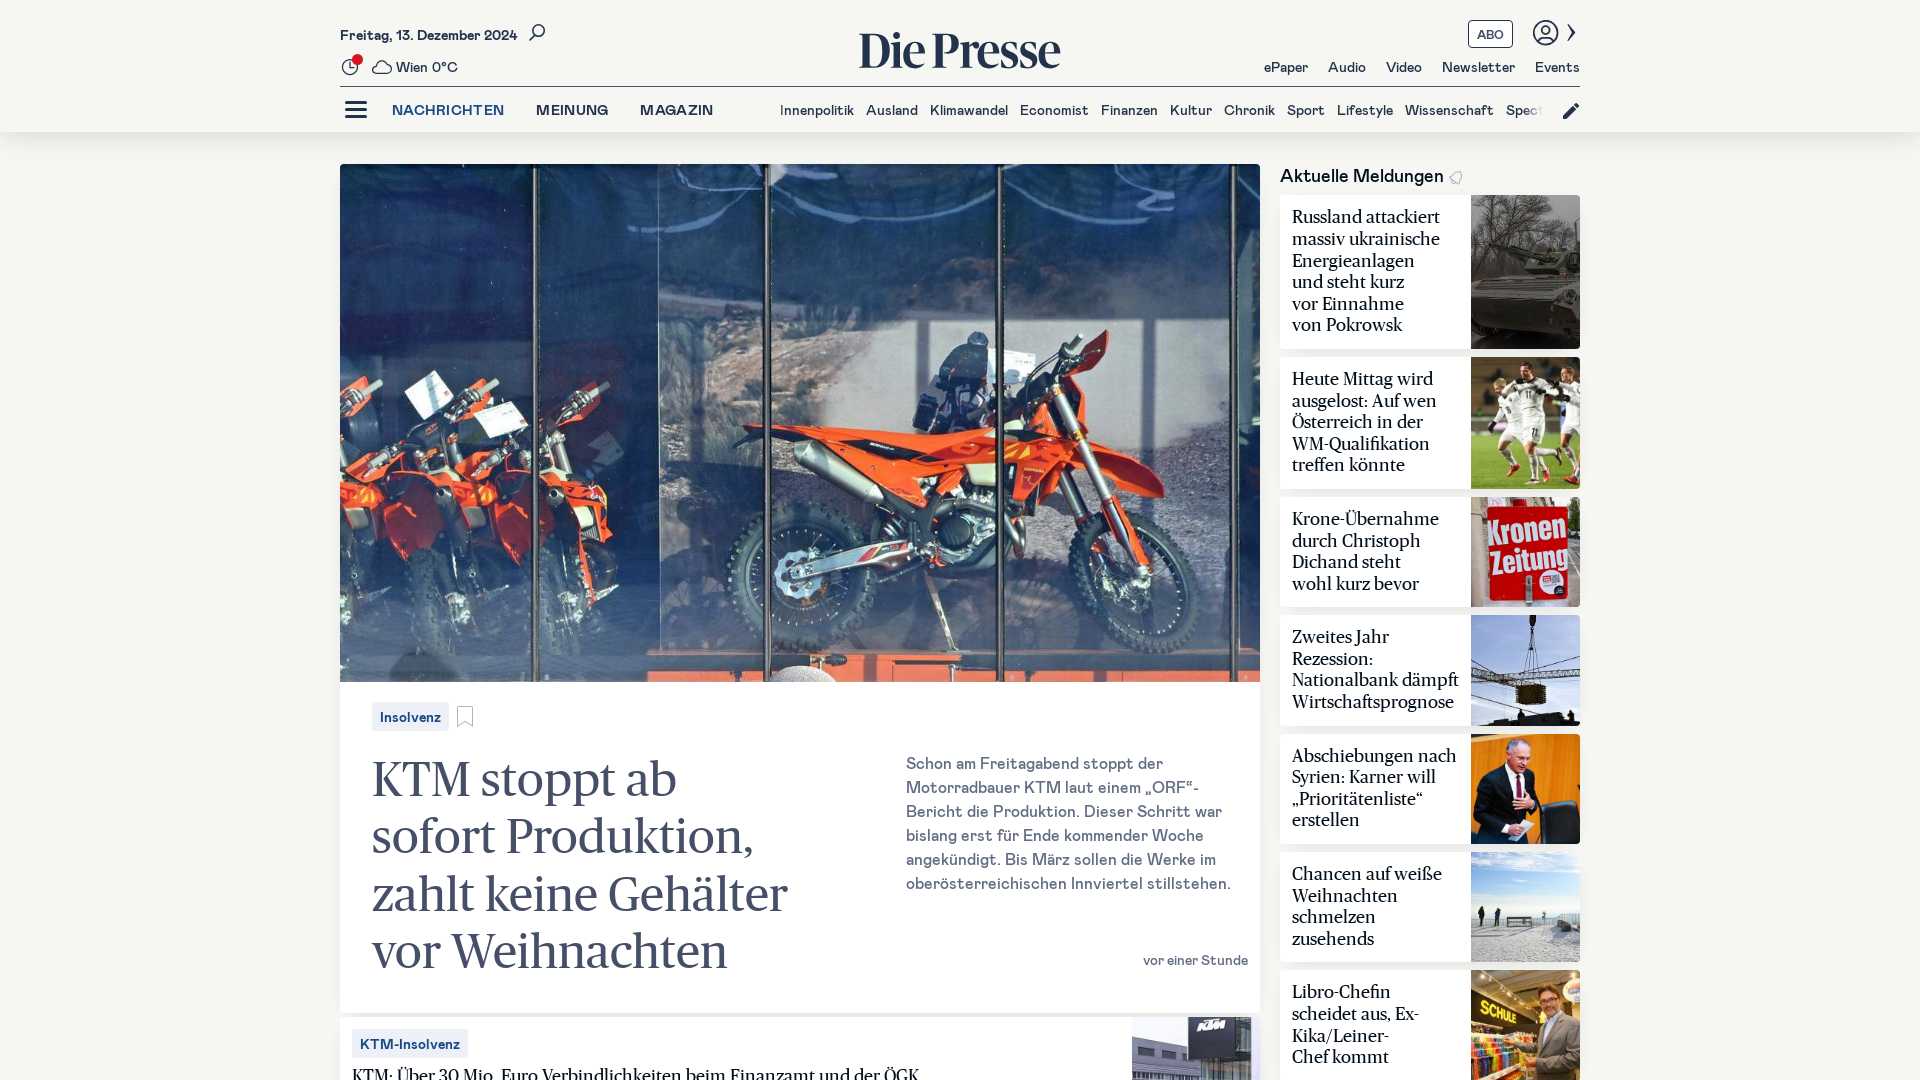 Freitag, 13. Dezember 2024
Wien 0°C
Die Presse
ABO
ePaper Audio Video Newsletter Events
NACHRICHTEN MEINUNG MAGAZIN
Innenpolitik Ausland Klimawandel Economist Finanzen Kultur Chronik Sport Lifestyle Wissenschaft Spect
Insolvenz
KTM stoppt ab
sofort Produktion,
zahlt keine Gehälter
vor Weihnachten
Schon am Freitagabend stoppt der
Motorradbauer KTM laut einem „ORF“-
Bericht die Produktion. Dieser Schritt war
bislang erst für Ende kommender Woche
angekündigt. Bis März sollen die Werke im
oberösterreichischen Innviertel stillstehen.
vor einer Stunde
KTM-Insolvenz
KTM: Über 30 Mio. Euro Verbindlichkeiten beim Finanzamt und der ÖGK
KTM
Aktuelle Meldungen
Russland attackiert
massiv ukrainische
Energieanlagen
und steht kurz
vor Einnahme
von Pokrowsk
Heute Mittag wird
ausgelost: Auf wen
Österreich in der
WM-Qualifikation
treffen könnte
Krone-Übernahme
durch Christoph
Dichand steht
wohl kurz bevor
Kronen
Zeitung
Zweites Jahr
Rezession:
Nationalbank dämpft
Wirtschaftsprognose
Abschiebungen nach
Syrien: Karner will
„Prioritätenliste“
erstellen
Chancen auf weiße
Weihnachten
schmelzen
zusehends
Libro-Chefin
scheidet aus, Ex-
Kika/Leiner-
Chef kommt
SCHULE